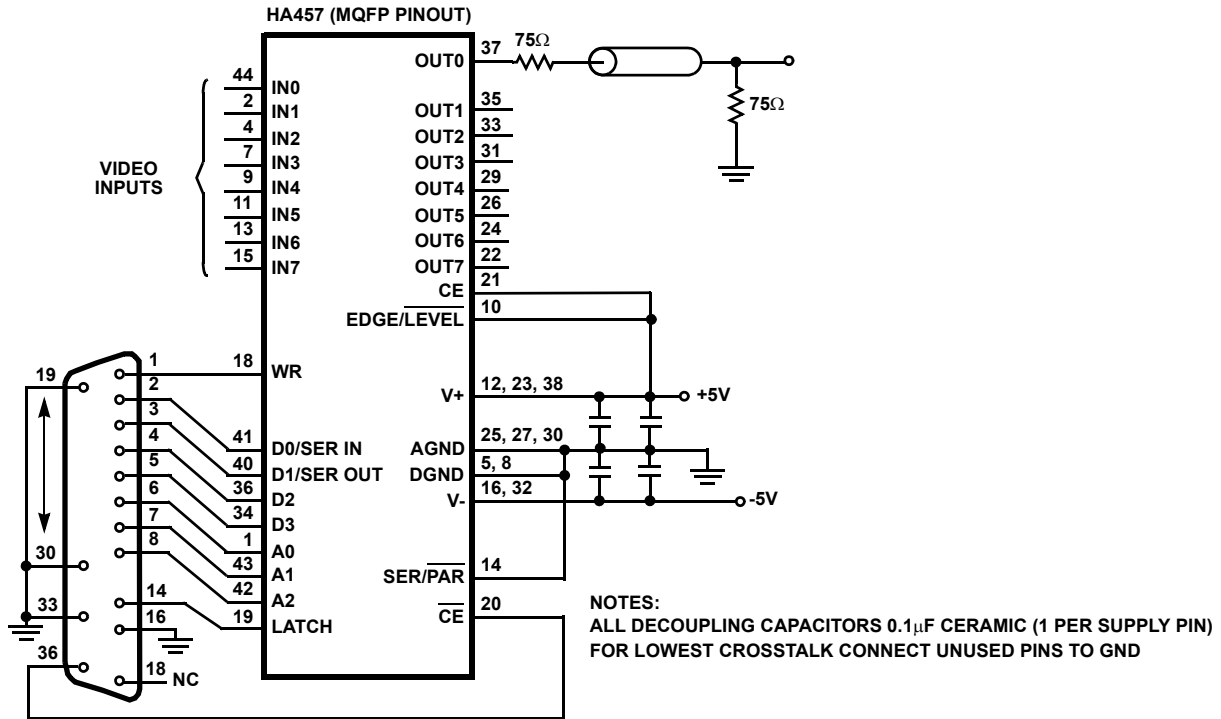 HA457 (MQFP PINOUT)
37 75Ω
OUT0
75Ω
44 IN0
2 IN1
4 IN2
7 IN3
9 IN4
11 IN5
13 IN6
15 IN7
VIDEO
INPUTS
OUT1 35
OUT2 33
OUT3 31
OUT4 29
OUT5 26
OUT6 24
OUT7 22
CE 21
EDGE/LEVEL 10
1 18 WR
19
2
3
4
5
6
7
8
41 D0/SER IN
40 D1/SER OUT
36 D2
34 D3
1 A0
43 A1
42 A2
14 19 LATCH
16
18 NC
30
33
36
V+ 12, 23, 38 +5V
AGND 25, 27, 30
DGND 5, 8
V- 16, 32 -5V
SER/PAR 14
CE 20
NOTES:
ALL DECOUPLING CAPACITORS 0.1μF CERAMIC (1 PER SUPPLY PIN)
FOR LOWEST CROSSTALK CONNECT UNUSED PINS TO GND